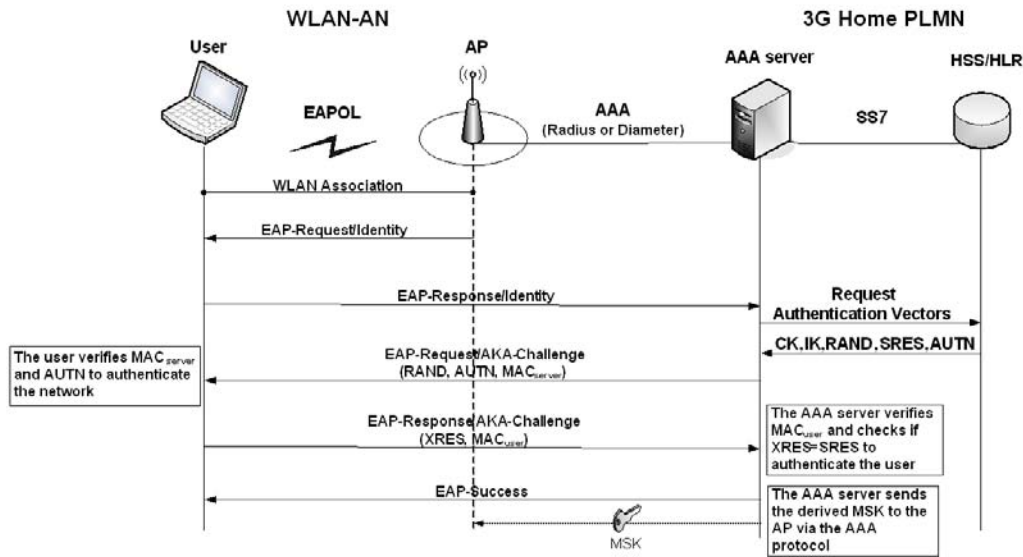 WLAN-AN
3G Home PLMN
User
AP
AAA server
HSS/HLR
EAPOL
AAA
(Radius or Diameter)
SS7
WLAN Association
EAP-Request/Identity
EAP-Response/Identity
Request
Authentication Vectors
CK,IK,RAND,SRES,AUTN
The user verifies MAC server
and AUTN to authenticate
the network
EAP-Request/AKA-Challenge
(RAND, AUTN, MACserver)
EAP-Response/AKA-Challenge
(XRES, MACuser)
The AAA server verifies
MACuser and checks if
XRES=SRES to
authenticate the user
EAP-Success
The AAA server sends
the derived MSK to the
AP via the AAA
protocol
MSK